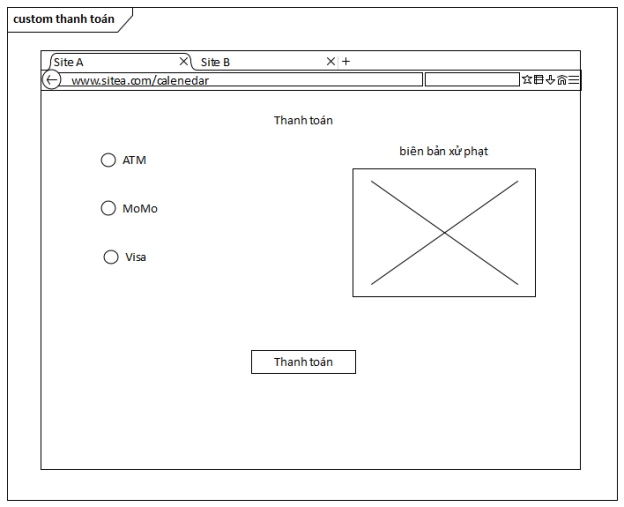 custom thanh toán
Site A
Site B
www.sitea.com/calenedar
Thanh toán
ATM
MoMo
Visa
biên bản xử phạt
Thanh toán